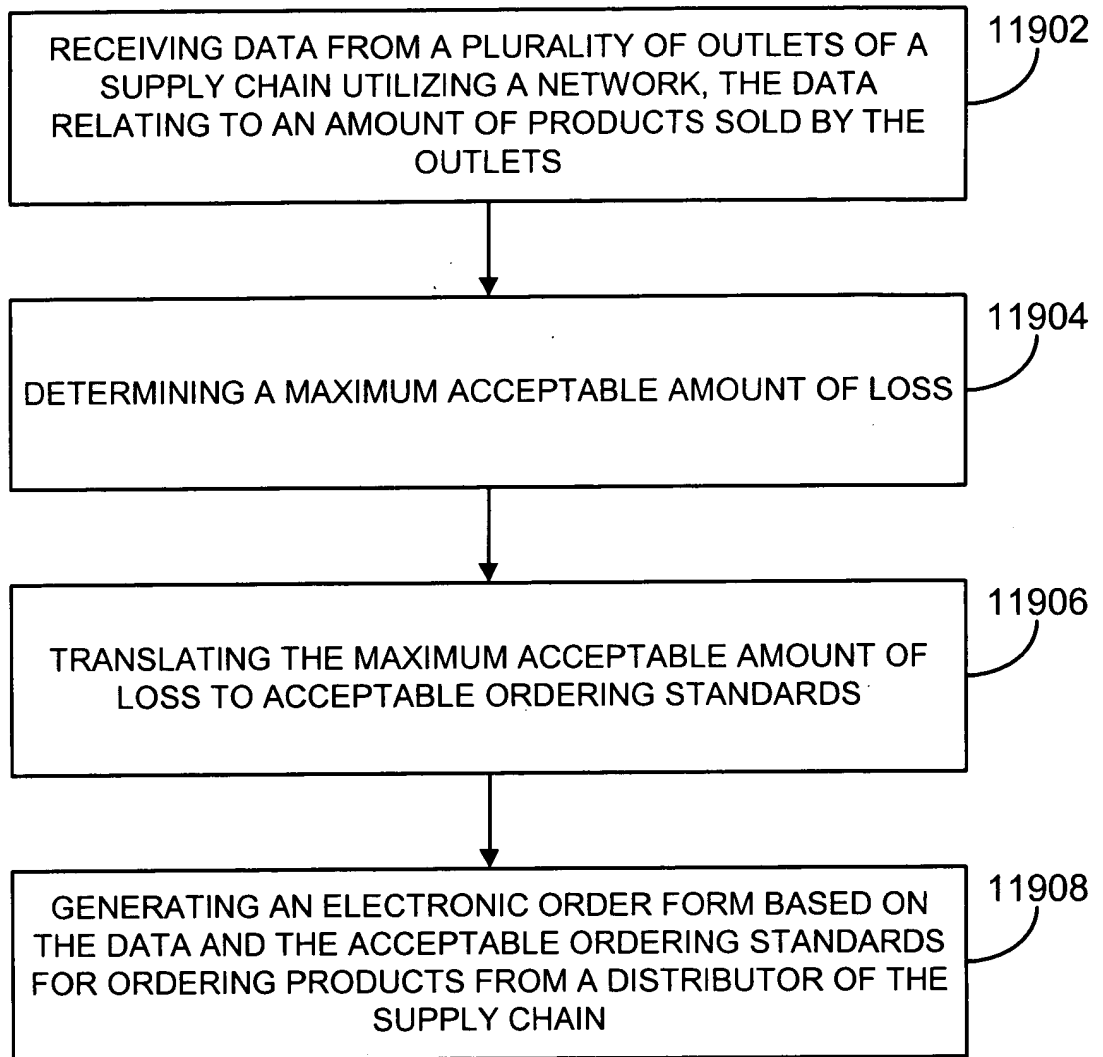 RECEIVING DATA FROM A PLURALITY OF OUTLETS OF A
SUPPLY CHAIN UTILIZING A NETWORK, THE DATA
RELATING TO AN AMOUNT OF PRODUCTS SOLD BY THE
OUTLETS
11902
DETERMINING A MAXIMUM ACCEPTABLE AMOUNT OF LOSS
11904
TRANSLATING THE MAXIMUM ACCEPTABLE AMOUNT OF
LOSS TO ACCEPTABLE ORDERING STANDARDS
11906
GENERATING AN ELECTRONIC ORDER FORM BASED ON
THE DATA AND THE ACCEPTABLE ORDERING STANDARDS
FOR ORDERING PRODUCTS FROM A DISTRIBUTOR OF THE
SUPPLY CHAIN
11908